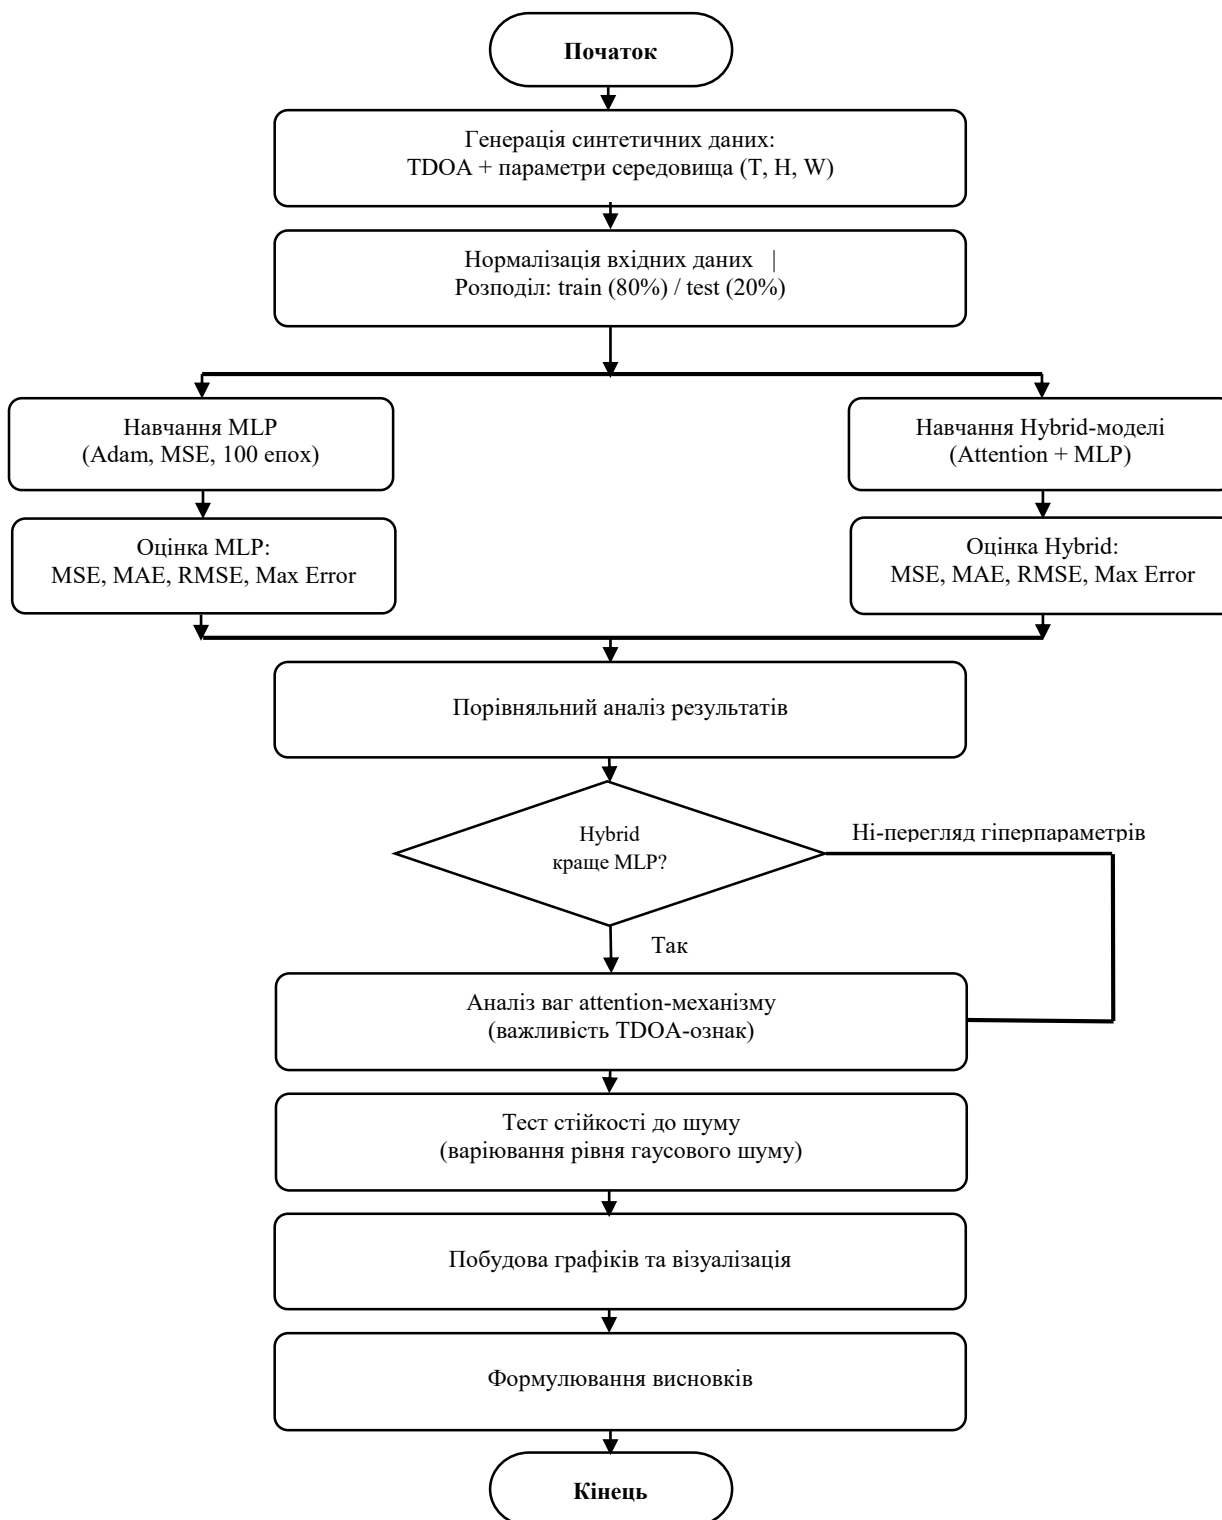 Початок
Генерація синтетичних даних:
TDOA + параметри середовища (T, H, W)
Нормалізація вхідних даних |
Розподіл: train (80%) / test (20%)
Навчання MLP
(Adam, MSE, 100 епох)
Навчання Hybrid-моделі
(Attention + MLP)
Оцінка MLP:
MSE, MAE, RMSE, Max Error
Оцінка Hybrid:
MSE, MAE, RMSE, Max Error
Порівняльний аналіз результатів
Hybrid
краще MLP?
Ні-перегляд гіперпараметрів
Так
Аналіз ваг attention-механізму
(важливість TDOA-ознак)
Тест стійкості до шуму
(варіювання рівня гаусового шуму)
Побудова графіків та візуалізація
Формулювання висновків
Кінець